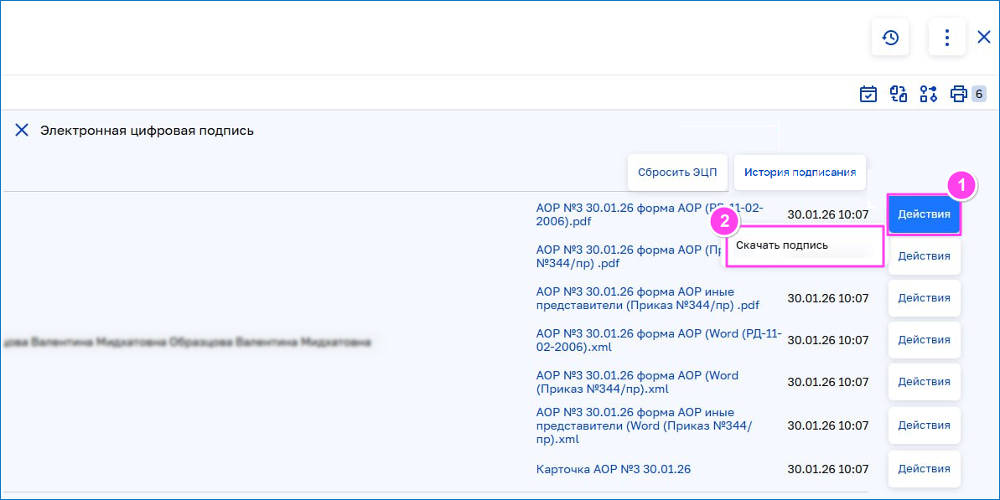 6
Электронная цифровая подпись
Сбросить ЭЦП
История подписания
1
АОР №3 30.01.26 форма АОР (РД-11-02-
2006).pdf
30.01.26 10:07
Действия
2
Скачать подпись
АОР №3 30.01.26 форма АОР
№344/пр) .pdf
Действия
АОР №3 30.01.26 форма АОР иные
представители (Приказ №344/пр) .pdf
30.01.26 10:07
Действия
Валентина Мидхатовна Образцова Валентина Мидхатовна
АОР №3 30.01.26 форма АОР (Word (РД-11-
02-2006).xml
30.01.26 10:07
Действия
АОР №3 30.01.26 форма АОР (Word
(Приказ №344/пр).xml
30.01.26 10:07
Действия
АОР №3 30.01.26 форма АОР иные
представители (Word (Приказ №344/
пр).xml
30.01.26 10:07
Действия
Карточка АОР №3 30.01.26
30.01.26 10:07
Действия